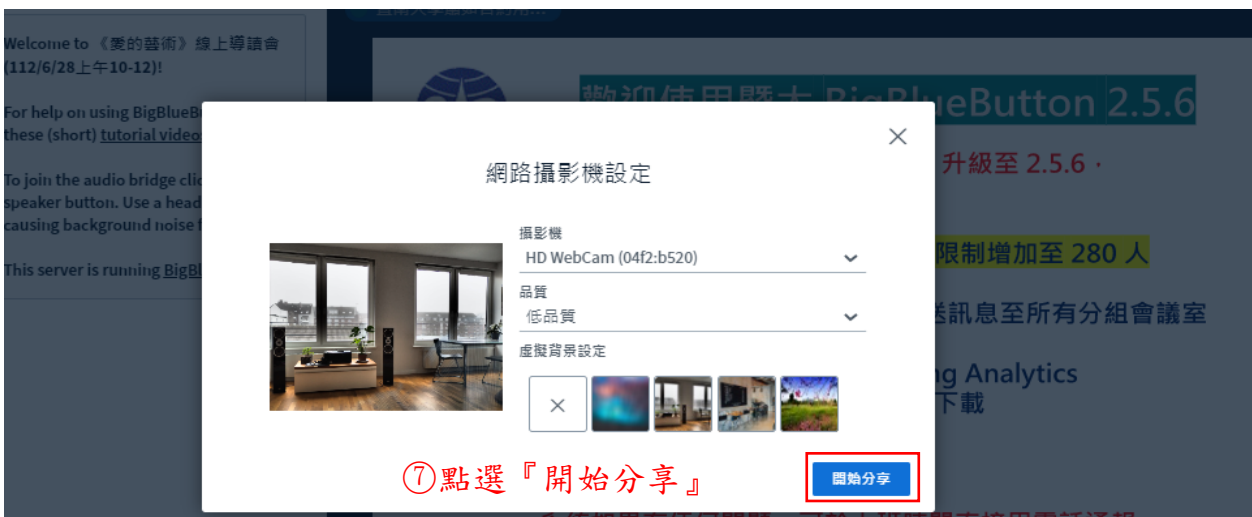 Welcome to 《愛的藝術》線上導讀會
(112/6/28上午10-12)!
For help on using BigBlueB
these (short) tutorial video
To join the audio bridge clic
speaker button. Use a head
causing background noise f
This server is running BigBl
歡迎使用暨大 BigBlueButton 2.5.6
升級至 2.5.6，
限制增加至 280 人
送訊息至所有分組會議室
ng Analytics
下載
網路攝影機設定
攝影機
HD WebCam (04f2:b520)
品質
低品質
虛擬背景設定
⑦點選『開始分享』
開始分享